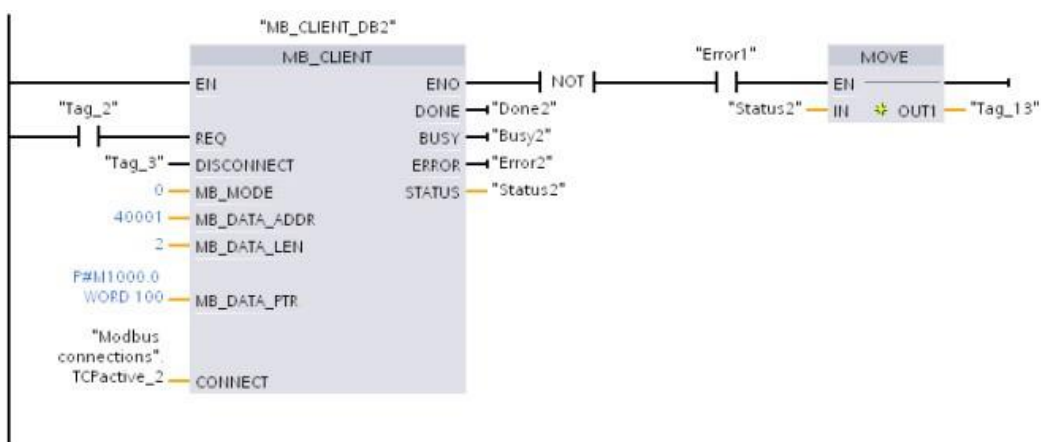 "MB_CLIENT_DB2"
MB_CLIENT
"Error1"
MOVE
EN ENO NOT EN
"Tag_2" DONE "Done2" "Status2" IN OUT1 "Tag_13"
REQ BUSY "Busy2"
"Tag_3" DISCONNECT ERROR "Error2"
0 MB_MODE STATUS "Status2"
40001 MB_DATA_ADDR
2 MB_DATA_LEN
P#M1000.0
WORD 100 MB_DATA_PTR
"Modbus
connections".
TCPactive_2 CONNECT